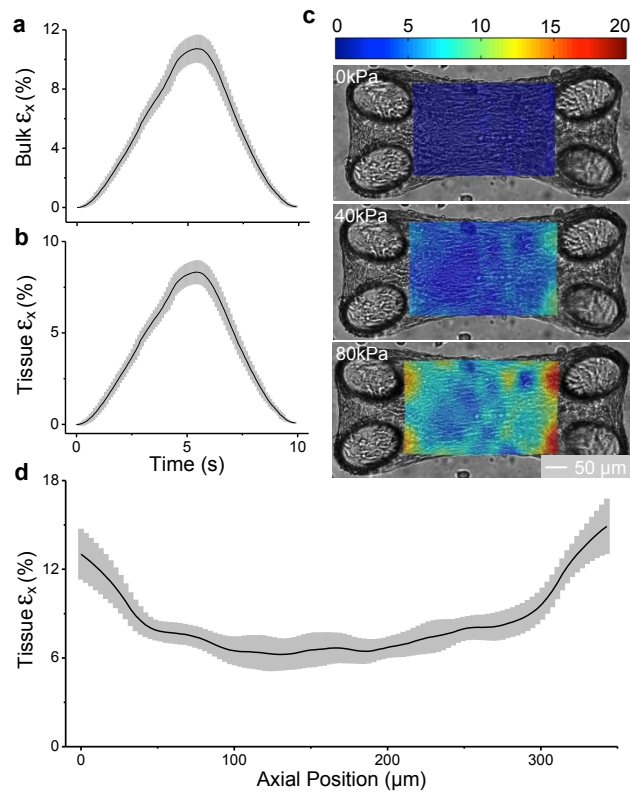 a
12
8
4
0
Bulk εx (%)
b
10
5
0
Tissue εx (%)
0 5 10
Time (s)
c
0 5 10 15 20
0kPa
40kPa
80kPa
50 µm
d
18
12
6
0
Tissue εx (%)
0 100 200 300
Axial Position (µm)